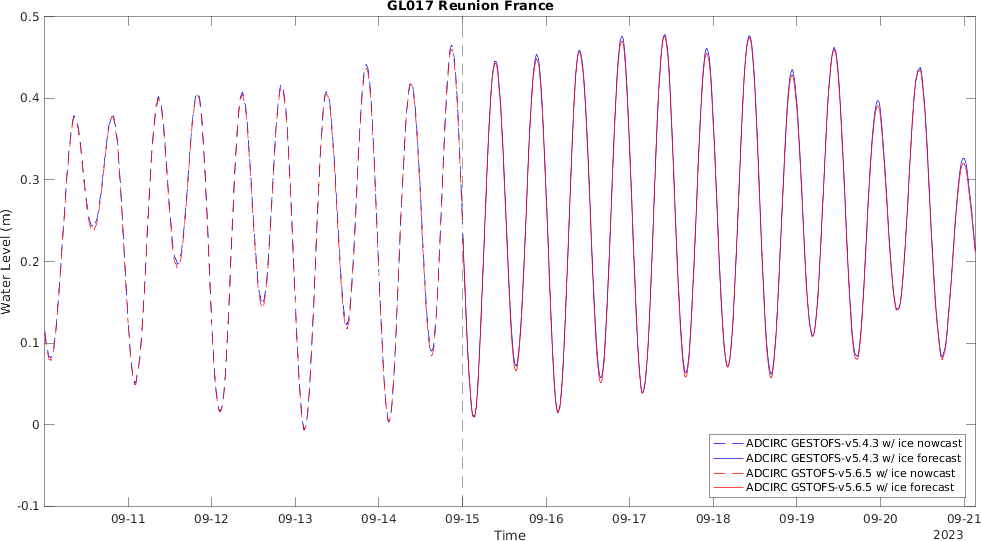 GL017 Reunion France
0.5
0.4
0.3
0.2
0.1
0
-0.1
Water Level (m)
ADCIRC GESTOFS-v5.4.3 w/ ice nowcast
ADCIRC GESTOFS-v5.4.3 w/ ice forecast
ADCIRC GSTOFS-v5.6.5 w/ ice nowcast
ADCIRC GSTOFS-v5.6.5 w/ ice forecast
09-11 09-12 09-13 09-14 09-15 09-16 09-17 09-18 09-19 09-20 09-21
Time
2023